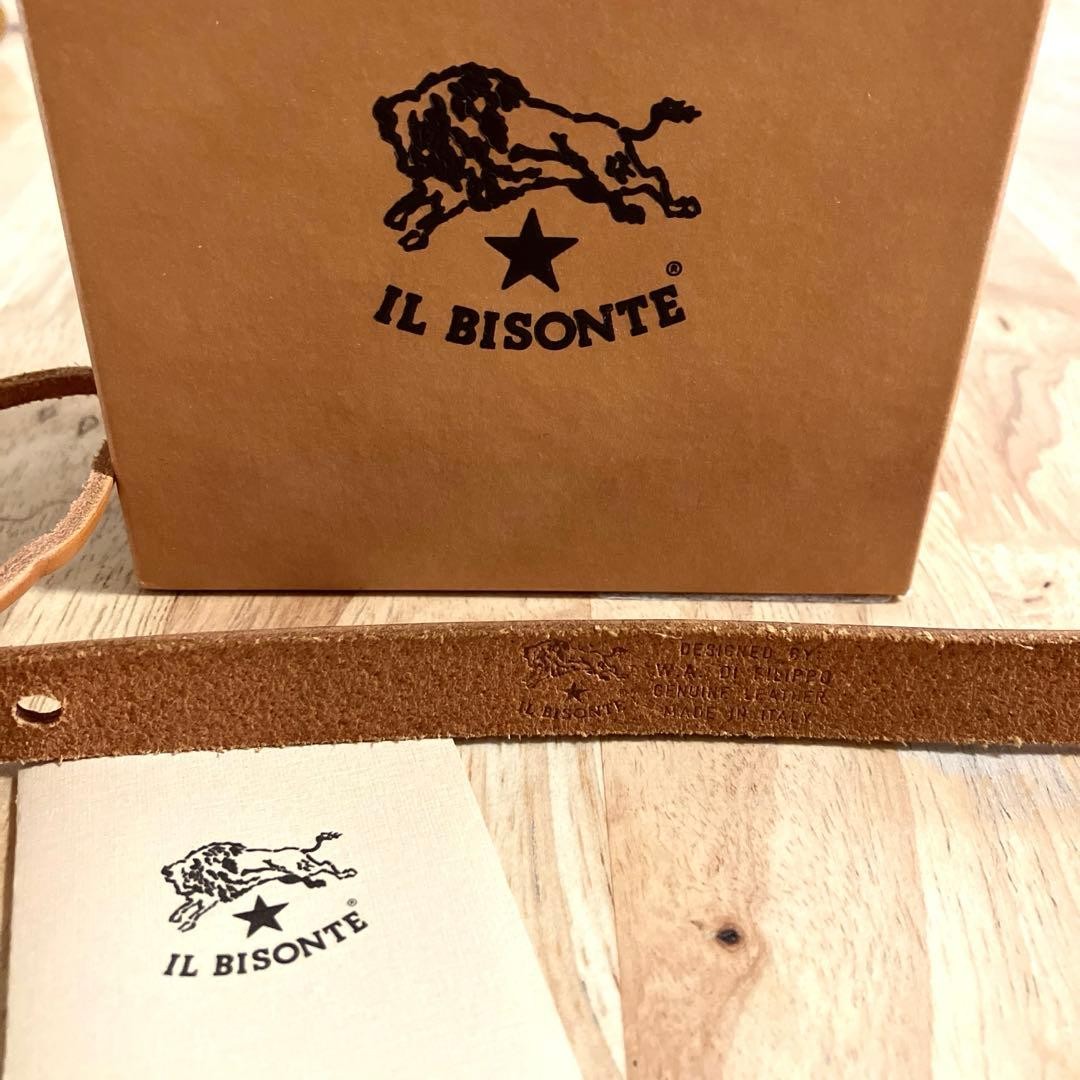 IL BISONTE®
DESIGNED BY:
W.A. DI FILIPPO
GENUINE LEATHER
MADE IN ITALY
IL BISONTE
IL BISONTE®